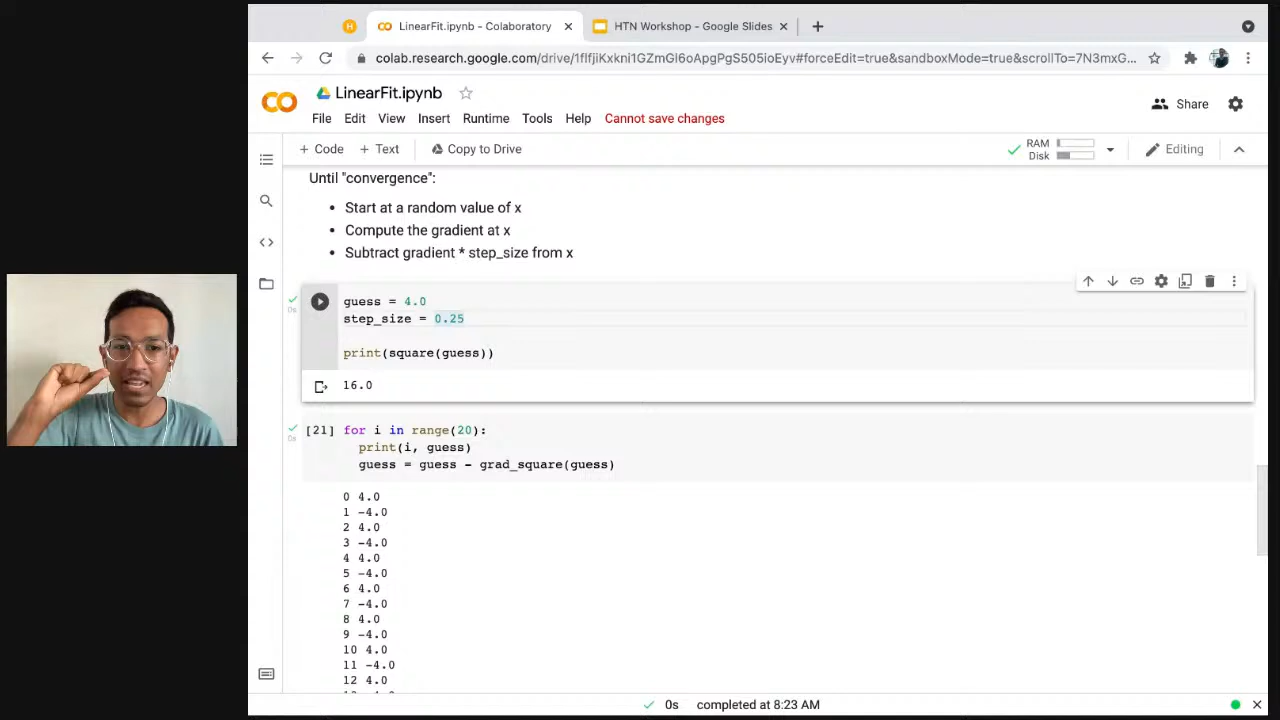 H
LinearFit.ipynb - Colaboratory
HTN Workshop - Google Slides
colab.research.google.com/drive/1flfjiKxkni1GZmGl6oApgPgS505ioEyv#forceEdit=true&sandboxMode=true&scrollTo=7N3mxG...
LinearFit.ipynb
Share
File Edit View Insert Runtime Tools Help Cannot save changes
+ Code + Text Copy to Drive
RAM
Disk
Editing
Until "convergence":
• Start at a random value of x
• Compute the gradient at x
• Subtract gradient * step_size from x
0s
guess = 4.0
step_size = 0.25
print(square(guess))
16.0
0s
[21] for i in range(20):
print(i, guess)
guess = guess - grad_square(guess)
0 4.0
1 -4.0
2 4.0
3 -4.0
4 4.0
5 -4.0
6 4.0
7 -4.0
8 4.0
9 -4.0
10 4.0
11 -4.0
12 4.0
0s completed at 8:23 AM